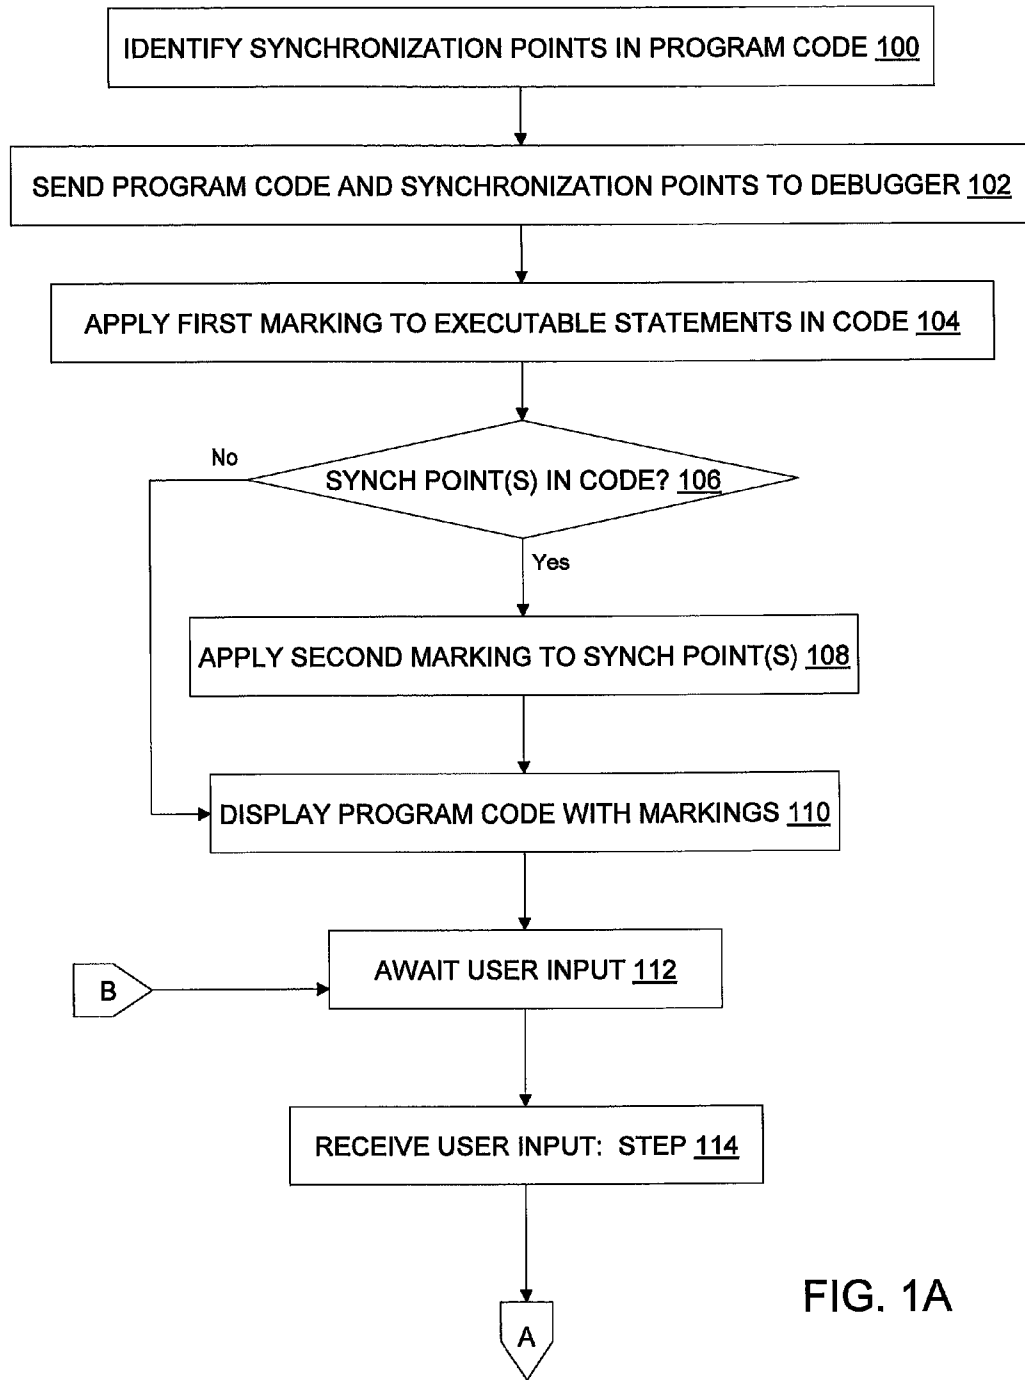 IDENTIFY SYNCHRONIZATION POINTS IN PROGRAM CODE 100
SEND PROGRAM CODE AND SYNCHRONIZATION POINTS TO DEBUGGER 102
APPLY FIRST MARKING TO EXECUTABLE STATEMENTS IN CODE 104
No
SYNCH POINT(S) IN CODE? 106
Yes
APPLY SECOND MARKING TO SYNCH POINT(S) 108
DISPLAY PROGRAM CODE WITH MARKINGS 110
AWAIT USER INPUT 112
B
RECEIVE USER INPUT: STEP 114
FIG. 1A
A